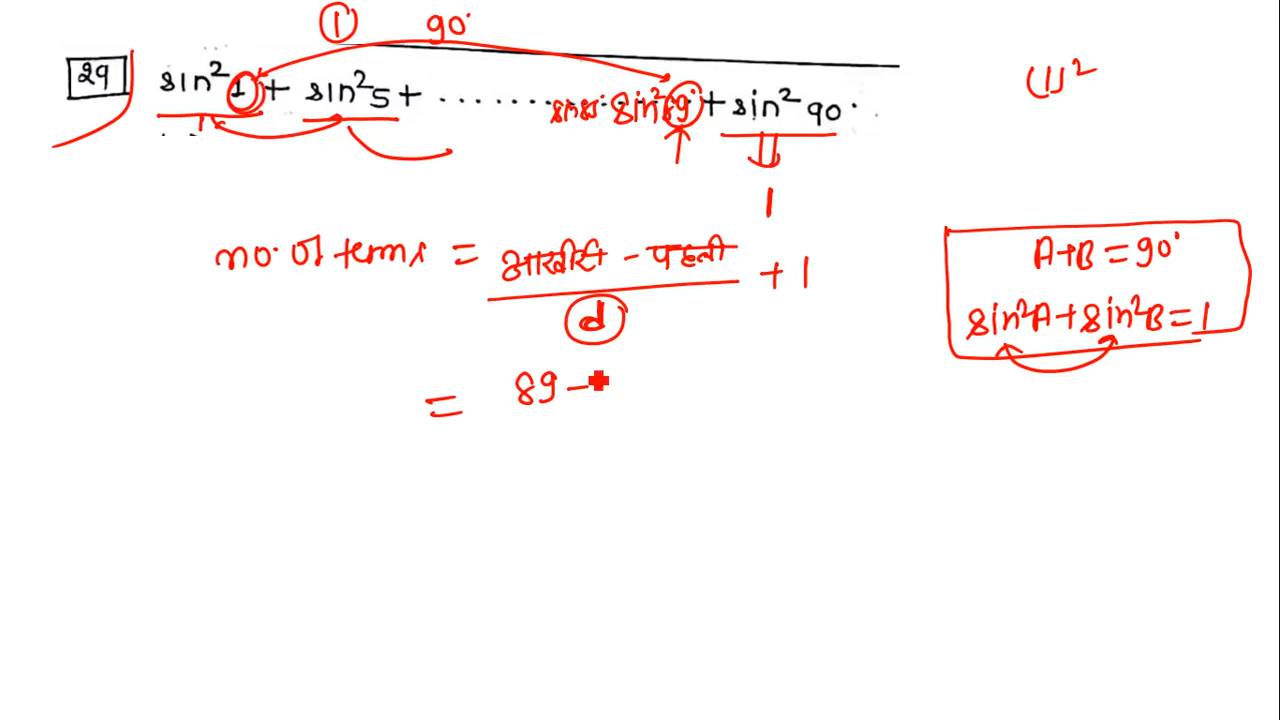 ① 90°
29 sin²1 + sin²5 + ............ sin85° sin²89° + sin²90°
(1)²
1
no. of terms = आखीरी - पहली / d + 1
A+B = 90°
sin²A + sin²B = 1
= 89 -